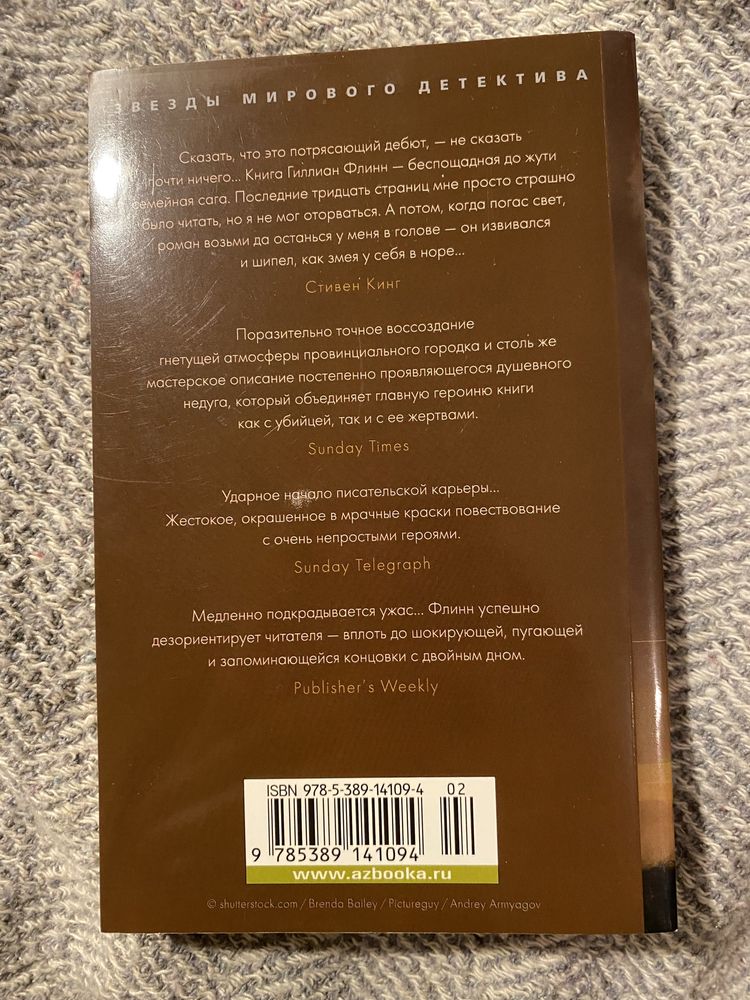 ЗВЕЗДЫ МИРОВОГО ДЕТЕКТИВА
Сказать, что это потрясающий дебют, — не сказать
почти ничего... Книга Гиллиан Флинн — беспощадная до жути
семейная сага. Последние тридцать страниц мне просто страшно
было читать, но я не мог оторваться. А потом, когда погас свет,
роман возьми да останься у меня в голове — он извивался
и шипел, как змея у себя в норе...
Стивен Кинг
Поразительно точное воссоздание
гнетущей атмосферы провинциального городка и столь же
мастерское описание постепенно проявляющегося душевного
недуга, который объединяет главную героиню книги
как с убийцей, так и с ее жертвами.
Sunday Times
Ударное начало писательской карьеры...
Жестокое, окрашенное в мрачные краски повествование
с очень непростыми героями.
Sunday Telegraph
Медленно подкрадывается ужас... Флинн успешно
дезориентирует читателя — вплоть до шокирующей, пугающей
и запоминающейся концовки с двойным дном.
Publisher's Weekly
ISBN 978-5-389-14109-4 02
9 785389 141094
www.azbooka.ru
© shutterstock.com / Brenda Bailey / Pictureguy / Andrey Armyagov